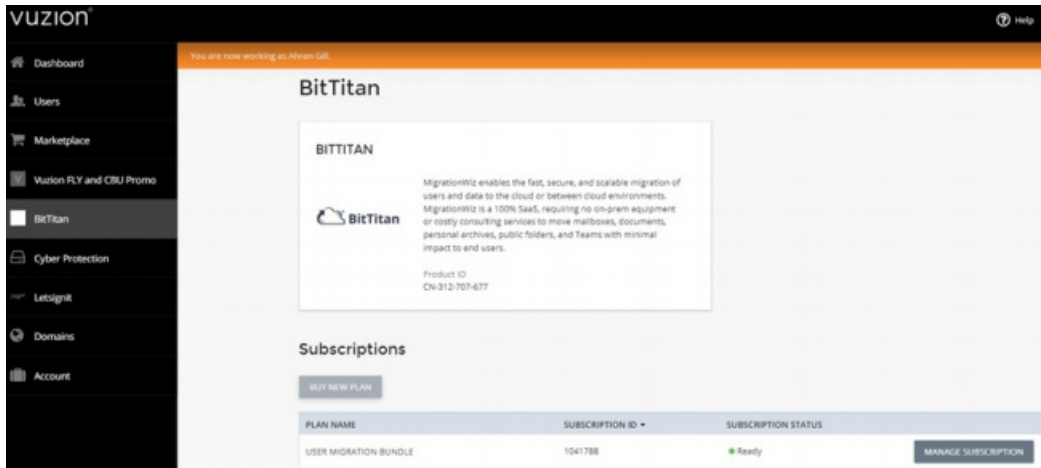 vuzion
Help
Dashboard
Users
Marketplace
Vuzion FLY and CBU Promo
BitTitan
Cyber Protection
Letsignit
Domains
Account
You are now working as Ahran Gill.
BitTitan
BITTITAN
BitTitan
MigrationWiz enables the fast, secure, and scalable migration of
users and data to the cloud or between cloud environments.
MigrationWiz is a 100% SaaS, requiring no on-prem equipment
or costly consulting services to move mailboxes, documents,
personal archives, public folders, and Teams with minimal
impact to end users.
Product ID
CN-312-707-677
Subscriptions
BUY NEW PLAN
PLAN NAME SUBSCRIPTION ID SUBSCRIPTION STATUS
USER MIGRATION BUNDLE 1041788 Ready MANAGE SUBSCRIPTION